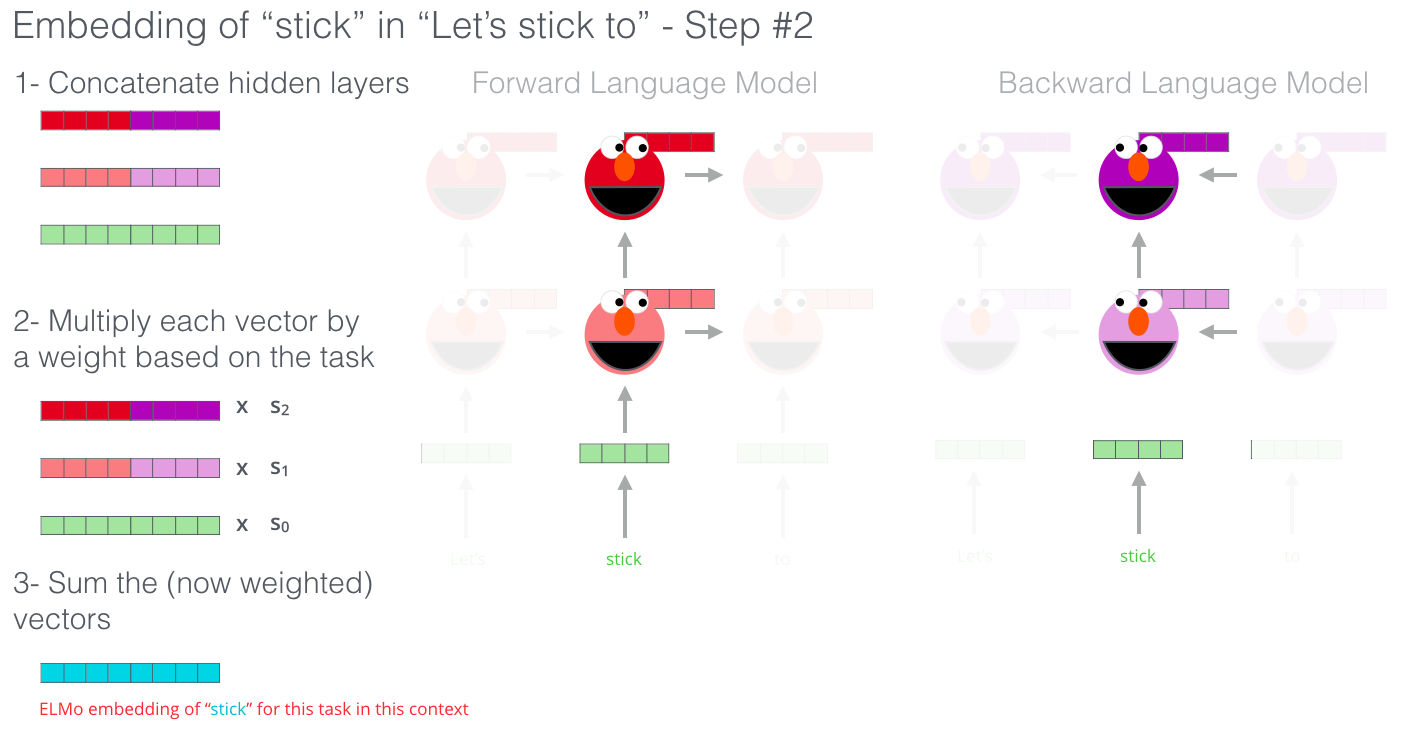 Embedding of “stick” in “Let’s stick to” - Step #2
1- Concatenate hidden layers
Forward Language Model
Backward Language Model
2- Multiply each vector by
a weight based on the task
x s2
x s1
x s0
Let's
stick
to
Let's
stick
to
3- Sum the (now weighted)
vectors
ELMo embedding of “stick” for this task in this context